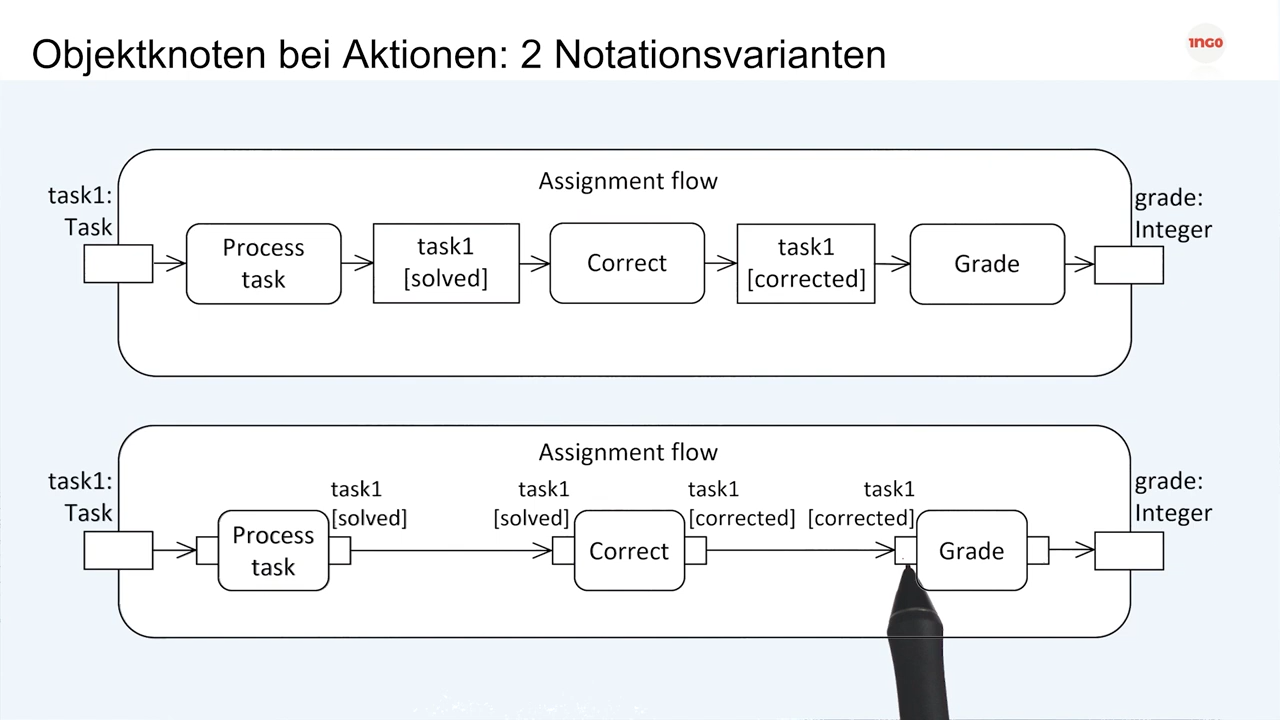 Objektknoten bei Aktionen: 2 Notationsvarianten
1NGO
Assignment flow
task1:
Task
Process
task
task1
[solved]
Correct
task1
[corrected]
Grade
grade:
Integer
Assignment flow
task1:
Task
Process
task
task1
[solved]
task1
[solved]
Correct
task1
[corrected]
task1
[corrected]
Grade
grade:
Integer